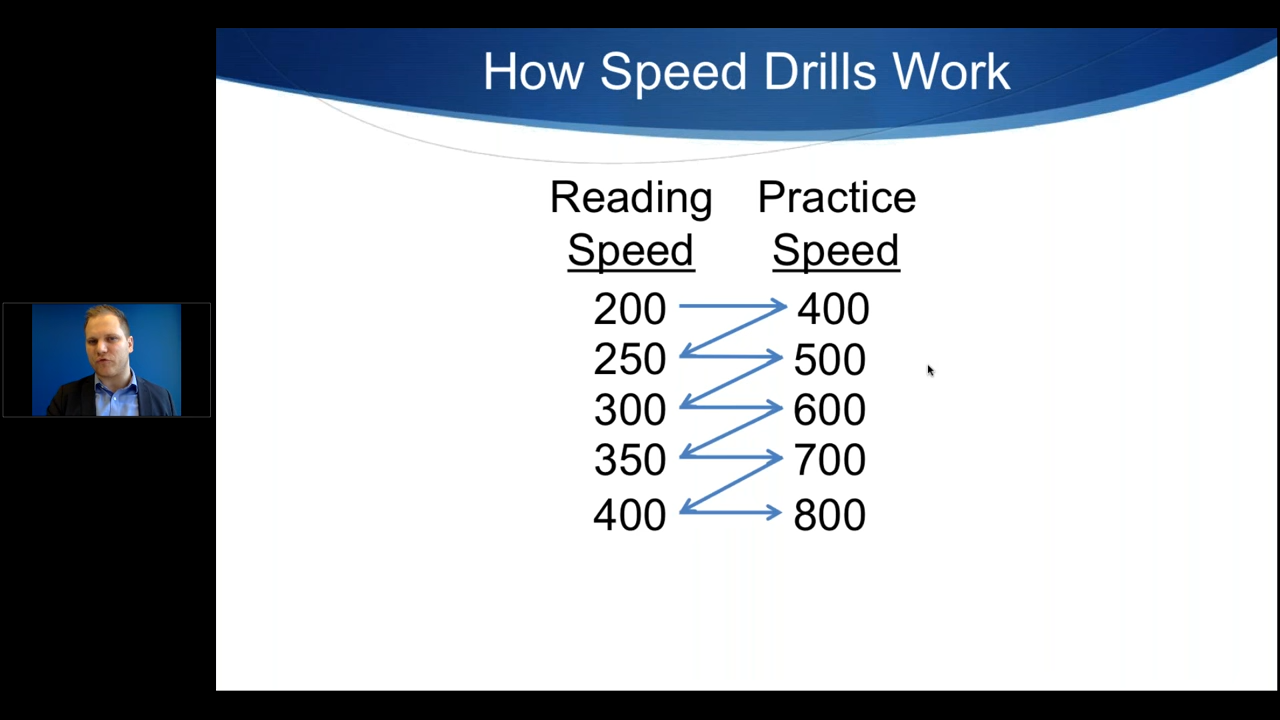 How Speed Drills Work
Reading Practice
Speed Speed
200 400
250 500
300 600
350 700
400 800